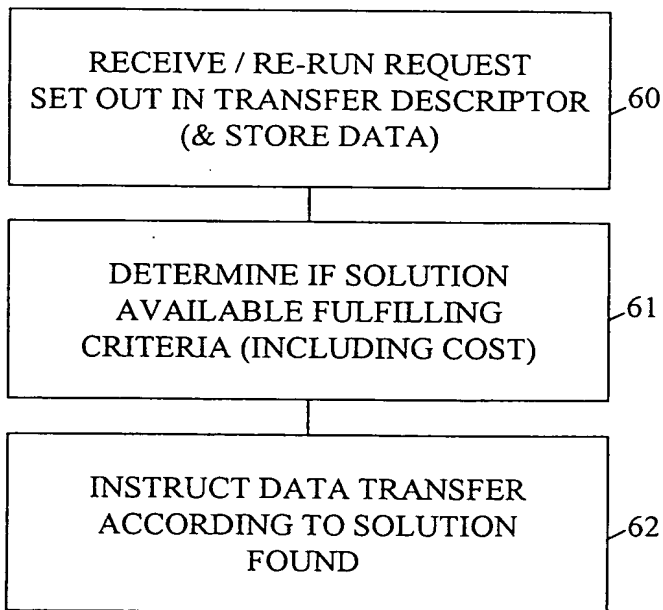 RECEIVE / RE-RUN REQUEST
SET OUT IN TRANSFER DESCRIPTOR
(& STORE DATA)
60
DETERMINE IF SOLUTION
AVAILABLE FULFILLING
CRITERIA (INCLUDING COST)
61
INSTRUCT DATA TRANSFER
ACCORDING TO SOLUTION
FOUND
62